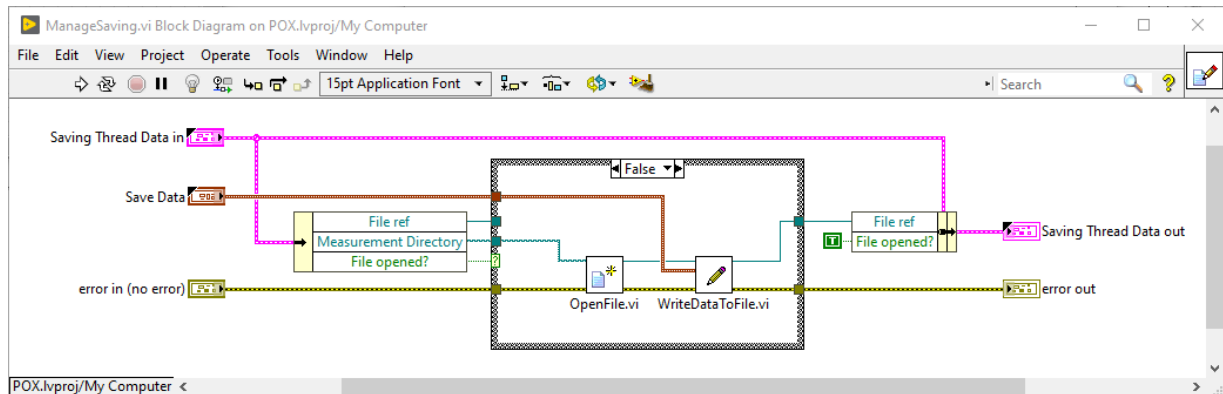 ManageSaving.vi Block Diagram on POX.lvproj/My Computer
File Edit View Project Operate Tools Window Help
15pt Application Font
Search
Saving Thread Data in
False
Save Data
File ref
Measurement Directory
File opened?
File ref
File opened?
T
Saving Thread Data out
error in (no error)
OpenFile.vi
WriteDataToFile.vi
error out
POX.lvproj/My Computer